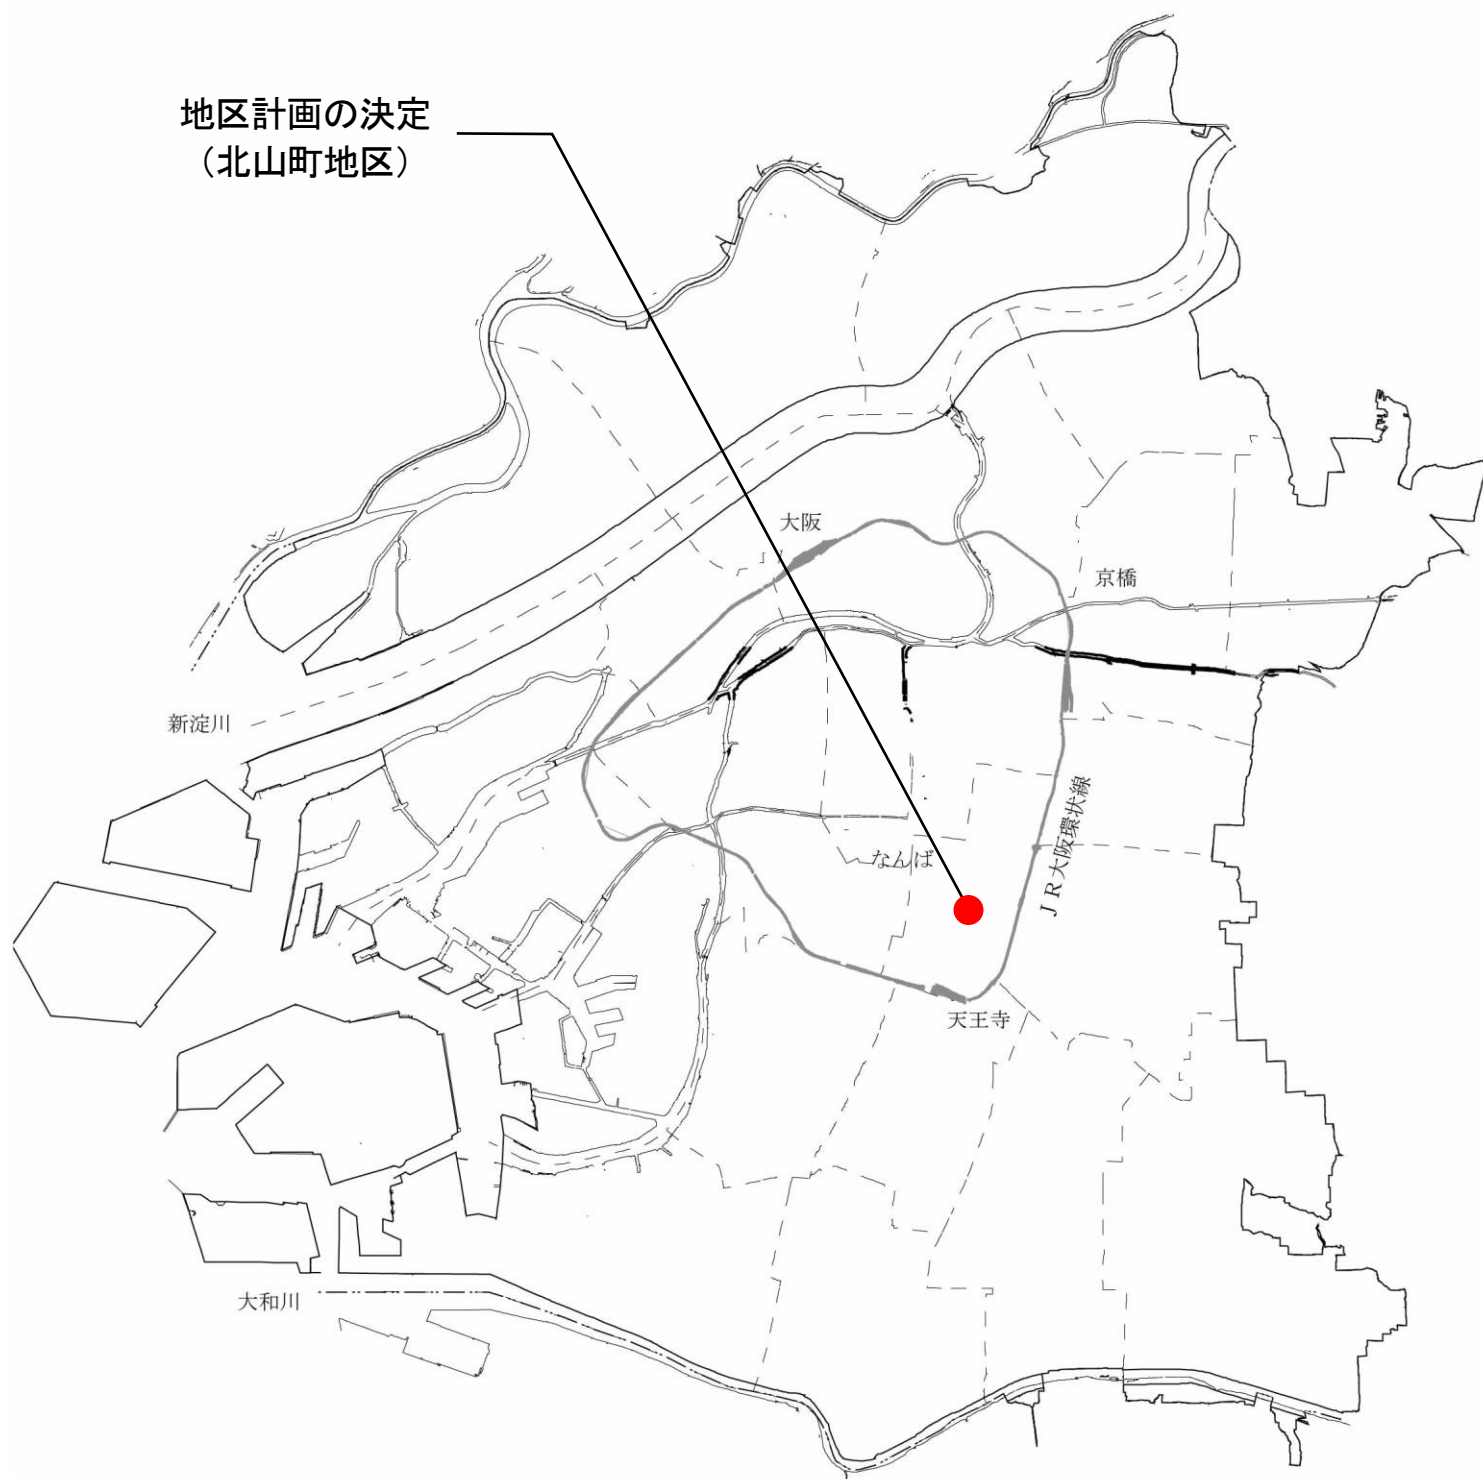 地区計画の決定
（北山町地区）
大阪
京橋
新淀川
JR大阪環状線
なんば
天王寺
大和川